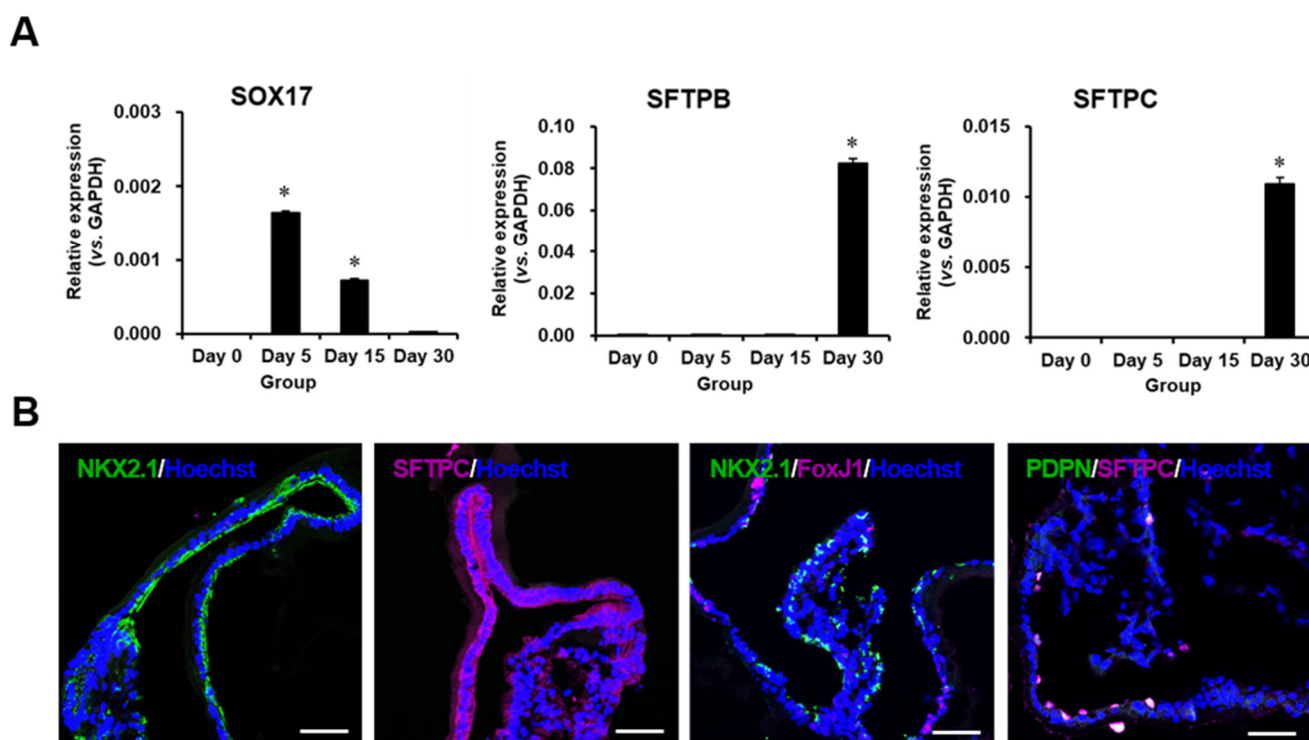 A
SOX17
Relative expression
(vs. GAPDH)
0.003
0.002
0.001
0.000
*
*
Day 0 Day 5 Day 15 Day 30
Group
SFTPB
Relative expression
(vs. GAPDH)
0.10
0.08
0.06
0.04
0.02
0.00
*
Day 0 Day 5 Day 15 Day 30
Group
SFTPC
Relative expression
(vs. GAPDH)
0.015
0.010
0.005
0.000
*
Day 0 Day 5 Day 15 Day 30
Group
B
NKX2.1/Hoechst
SFTPC/Hoechst
NKX2.1/FoxJ1/Hoechst
PDPN/SFTPC/Hoechst